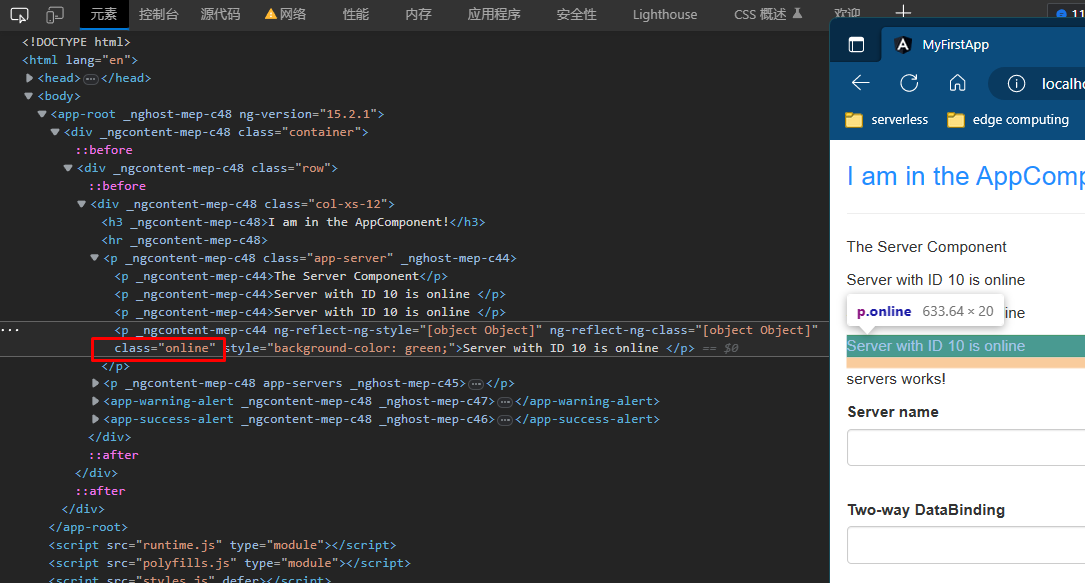 元素 控制台 源代码 网络 性能 内存 应用程序 安全性 Lighthouse CSS 概述 欢迎 11
<!DOCTYPE html>
<html lang="en">
<head> </head>
<body>
<app-root _nghost-mep-c48 ng-version="15.2.1">
<div _ngcontent-mep-c48 class="container">
::before
<div _ngcontent-mep-c48 class="row">
::before
<div _ngcontent-mep-c48 class="col-xs-12">
<h3 _ngcontent-mep-c48>I am in the AppComponent!</h3>
<hr _ngcontent-mep-c48>
<p _ngcontent-mep-c48 class="app-server" _nghost-mep-c44>
<p _ngcontent-mep-c44>The Server Component</p>
<p _ngcontent-mep-c44>Server with ID 10 is online </p>
<p _ngcontent-mep-c44>Server with ID 10 is online </p>
<p _ngcontent-mep-c44 ng-reflect-ng-style="[object Object]" ng-reflect-ng-class="[object Object]"
class="online" style="background-color: green;">Server with ID 10 is online </p> == $0
</p>
<p _ngcontent-mep-c48 app-servers _nghost-mep-c45> </p>
<app-warning-alert _ngcontent-mep-c48 _nghost-mep-c47> </app-warning-alert>
<app-success-alert _ngcontent-mep-c48 _nghost-mep-c46> </app-success-alert>
</div>
::after
</div>
::after
</div>
</app-root>
<script src="runtime.js" type="module"></script>
<script src="polyfills.js" type="module"></script>
<script src="styles.js" defer></script>
MyFirstApp
localho
serverless edge computing
I am in the AppComp
The Server Component
Server with ID 10 is online
p.online 633.64 × 20 ine
Server with ID 10 is online
servers works!
Server name
Two-way DataBinding